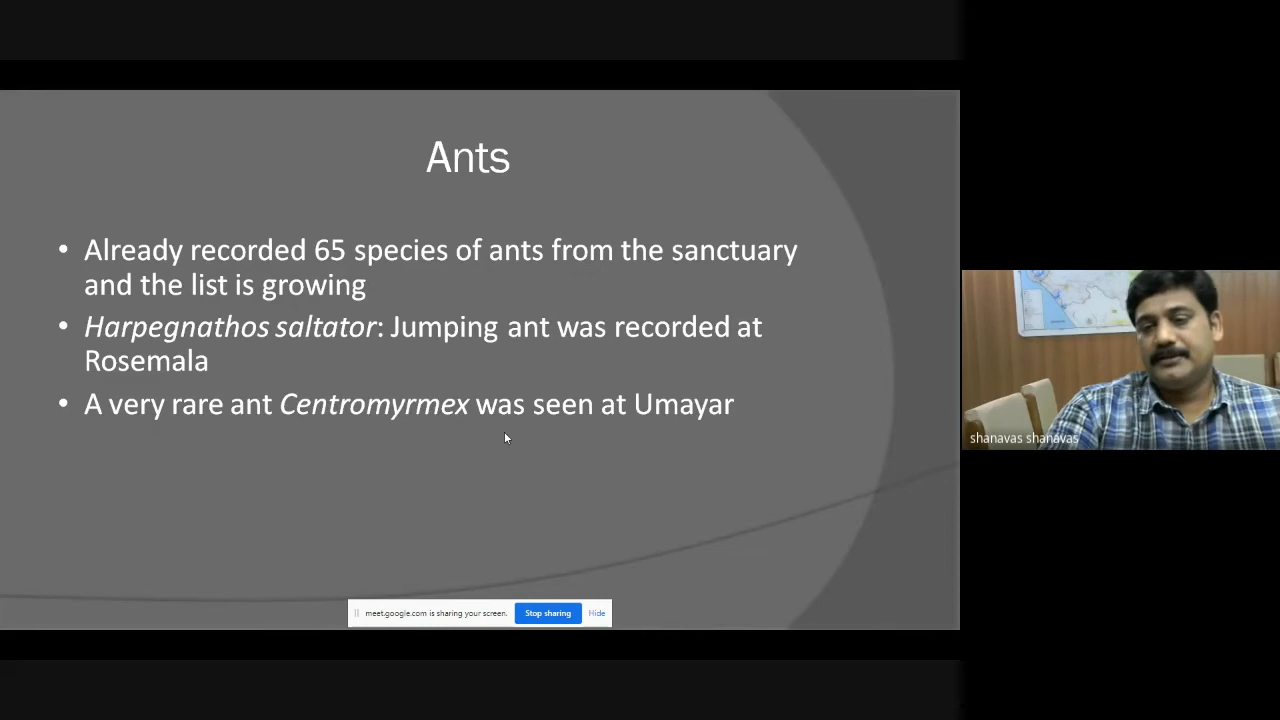 Ants
• Already recorded 65 species of ants from the sanctuary
and the list is growing
• Harpegnathos saltator: Jumping ant was recorded at
Rosemala
• A very rare ant Centromyrmex was seen at Umayar
shanavas shanavas
meet.google.com is sharing your screen. Stop sharing Hide